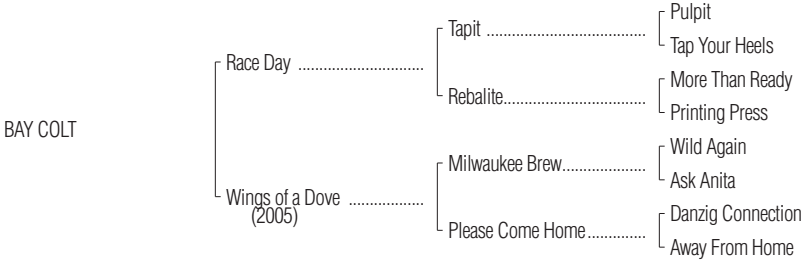 Pulpit
Tapit ......................................
Tap Your Heels
Race Day ..............................
More Than Ready
Rebalite..................................
Printing Press
BAY COLT
Wild Again
Milwaukee Brew....................
Ask Anita
Wings of a Dove ..................
(2005)
Danzig Connection
Please Come Home..............
Away From Home